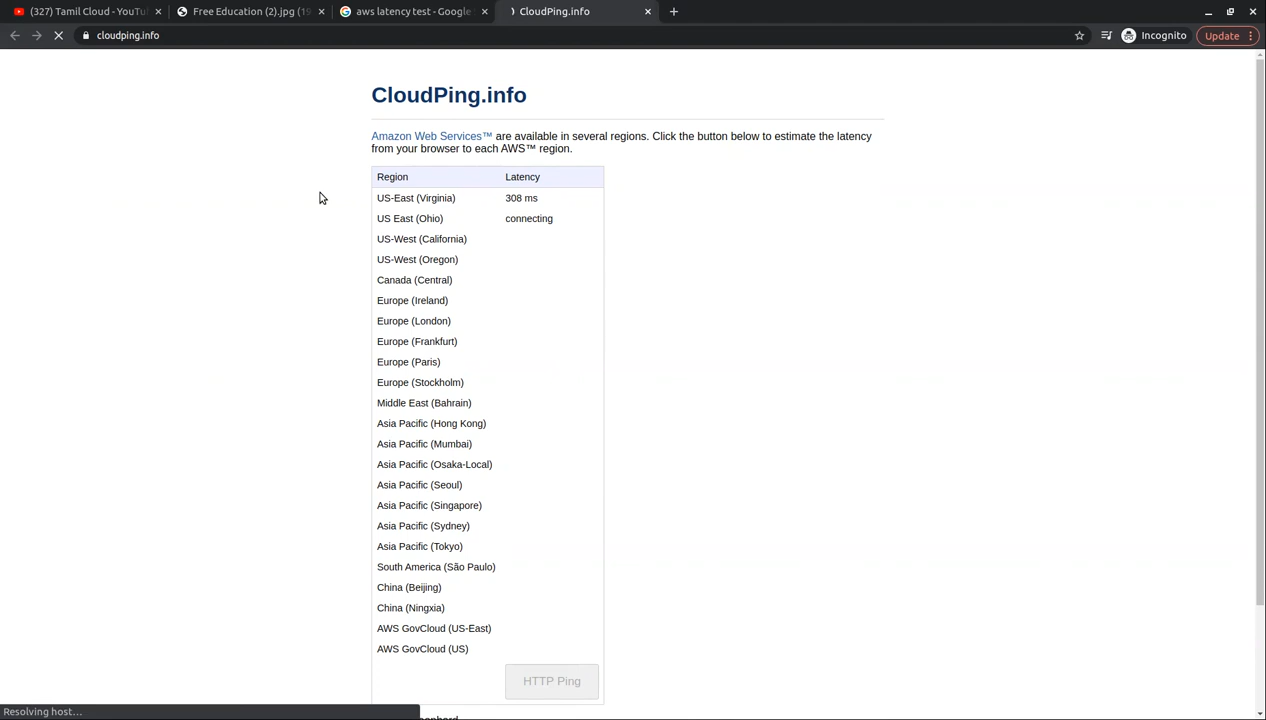 (327) Tamil Cloud - YouTu
Free Education (2).jpg (19
aws latency test - Google
CloudPing.info
cloudping.info
Incognito
Update
CloudPing.info
Amazon Web Services™ are available in several regions. Click the button below to estimate the latency
from your browser to each AWS™ region.
Region Latency
US-East (Virginia) 308 ms
US East (Ohio) connecting
US-West (California)
US-West (Oregon)
Canada (Central)
Europe (Ireland)
Europe (London)
Europe (Frankfurt)
Europe (Paris)
Europe (Stockholm)
Middle East (Bahrain)
Asia Pacific (Hong Kong)
Asia Pacific (Mumbai)
Asia Pacific (Osaka-Local)
Asia Pacific (Seoul)
Asia Pacific (Singapore)
Asia Pacific (Sydney)
Asia Pacific (Tokyo)
South America (São Paulo)
China (Beijing)
China (Ningxia)
AWS GovCloud (US-East)
AWS GovCloud (US)
HTTP Ping
Resolving host…